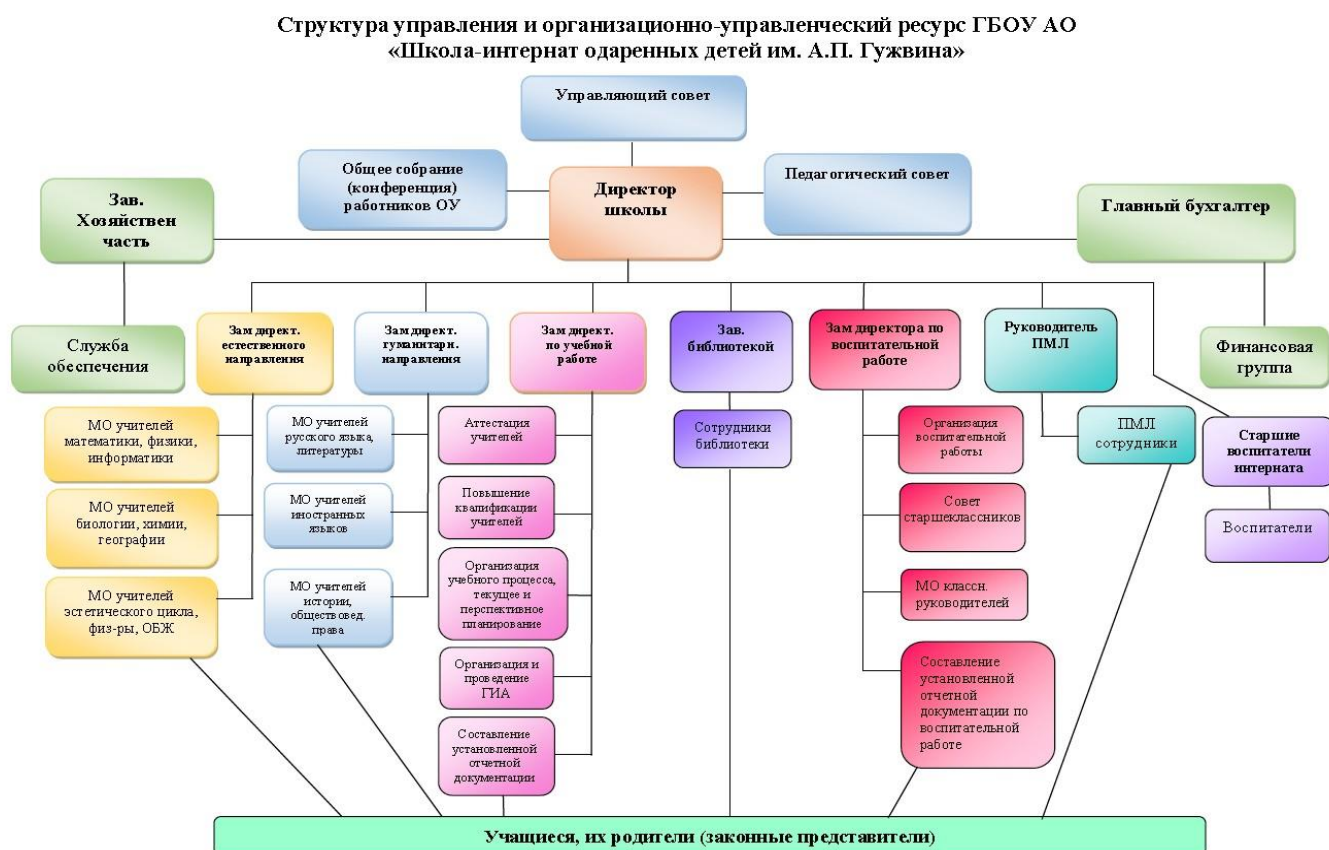 Структура управления и организационно-управленческий ресурс ГБОУ АО
«Школа-интернат одаренных детей им. А.П. Гужвина»
Управляющий совет
Общее собрание
(конференция)
работников ОУ
Директор
школы
Педагогический совет
Зав.
Хозяйствен
часть
Главный бухгалтер
Служба
обеспечения
Зам директ.
естественного
направления
Зам директ.
гуманитарн.
направления
Зам директ.
по учебной
работе
Зав.
библиотекой
Зам директора по
воспитательной
работе
Руководитель
ПМЛ
Финансовая
группа
МО учителей
математики, физики,
информатики
МО учителей
биологии, химии,
географии
МО учителей
эстетического цикла,
физ-ры, ОБЖ
МО учителей
русского языка,
литературы
МО учителей
иностранных
языков
МО учителей
истории,
обществовед.
права
Аттестация
учителей
Повышение
квалификации
учителей
Организация
учебного процесса,
текущее и
перспективное
планирование
Организация и
проведение
ГИА
Составление
установленной
отчетной
документации
Сотрудники
библиотеки
Организация
воспитательной
работы
Совет
старшеклассников
МО классн.
руководителей
Составление
установленной
отчетной
документации по
воспитательной
работе
ПМЛ
сотрудники
Старшие
воспитатели
интерната
Воспитатели
Учащиеся, их родители (законные представители)